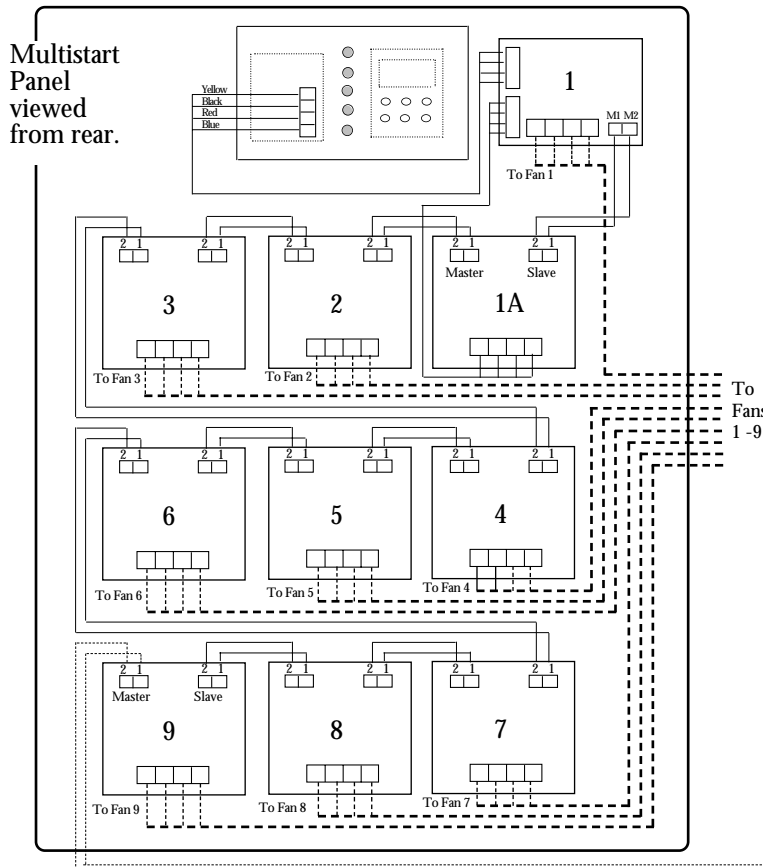 Multistart
Panel
viewed
from rear.
Yellow
Black
Red
Blue
1
M1 M2
To Fan 1
2 1
2 1
2 1
2 1
2 1
2 1
Master
Slave
3
2
1A
To Fan 3
To Fan 2
To
Fans
1 -9
2 1
2 1
2 1
2 1
2 1
2 1
6
5
4
To Fan 6
To Fan 5
To Fan 4
2 1
2 1
2 1
2 1
2 1
2 1
Master
Slave
9
8
7
To Fan 9
To Fan 8
To Fan 7